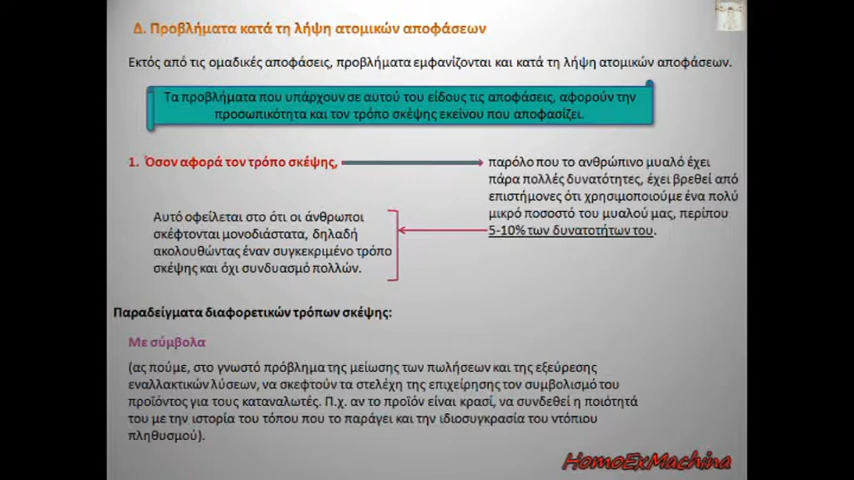 Δ. Προβλήματα κατά τη λήψη ατομικών αποφάσεων
Εκτός από τις ομαδικές αποφάσεις, προβλήματα εμφανίζονται και κατά τη λήψη ατομικών αποφάσεων.
Τα προβλήματα που υπάρχουν σε αυτού του είδους τις αποφάσεις, αφορούν την
προσωπικότητα και τον τρόπο σκέψης εκείνου που αποφασίζει.
1. Όσον αφορά τον τρόπο σκέψης,
παρόλο που το ανθρώπινο μυαλό έχει
πάρα πολλές δυνατότητες, έχει βρεθεί από
επιστήμονες ότι χρησιμοποιούμε ένα πολύ
μικρό ποσοστό του μυαλού μας, περίπου
5-10% των δυνατοτήτων του.
Αυτό οφείλεται στο ότι οι άνθρωποι
σκέφτονται μονοδιάστατα, δηλαδή
ακολουθώντας έναν συγκεκριμένο τρόπο
σκέψης και όχι συνδυασμό πολλών.
Παραδείγματα διαφορετικών τρόπων σκέψης:
Με σύμβολα
(ας πούμε, στο γνωστό πρόβλημα της μείωσης των πωλήσεων και της εξεύρεσης
εναλλακτικών λύσεων, να σκεφτούν τα στελέχη της επιχείρησης τον συμβολισμό του
προϊόντος για τους καταναλωτές. Π.χ. αν το προϊόν είναι κρασί, να συνδεθεί η ποιότητά
του με την ιστορία του τόπου που το παράγει και την ιδιοσυγκρασία του ντόπιου
πληθυσμού).
HomoExMachina